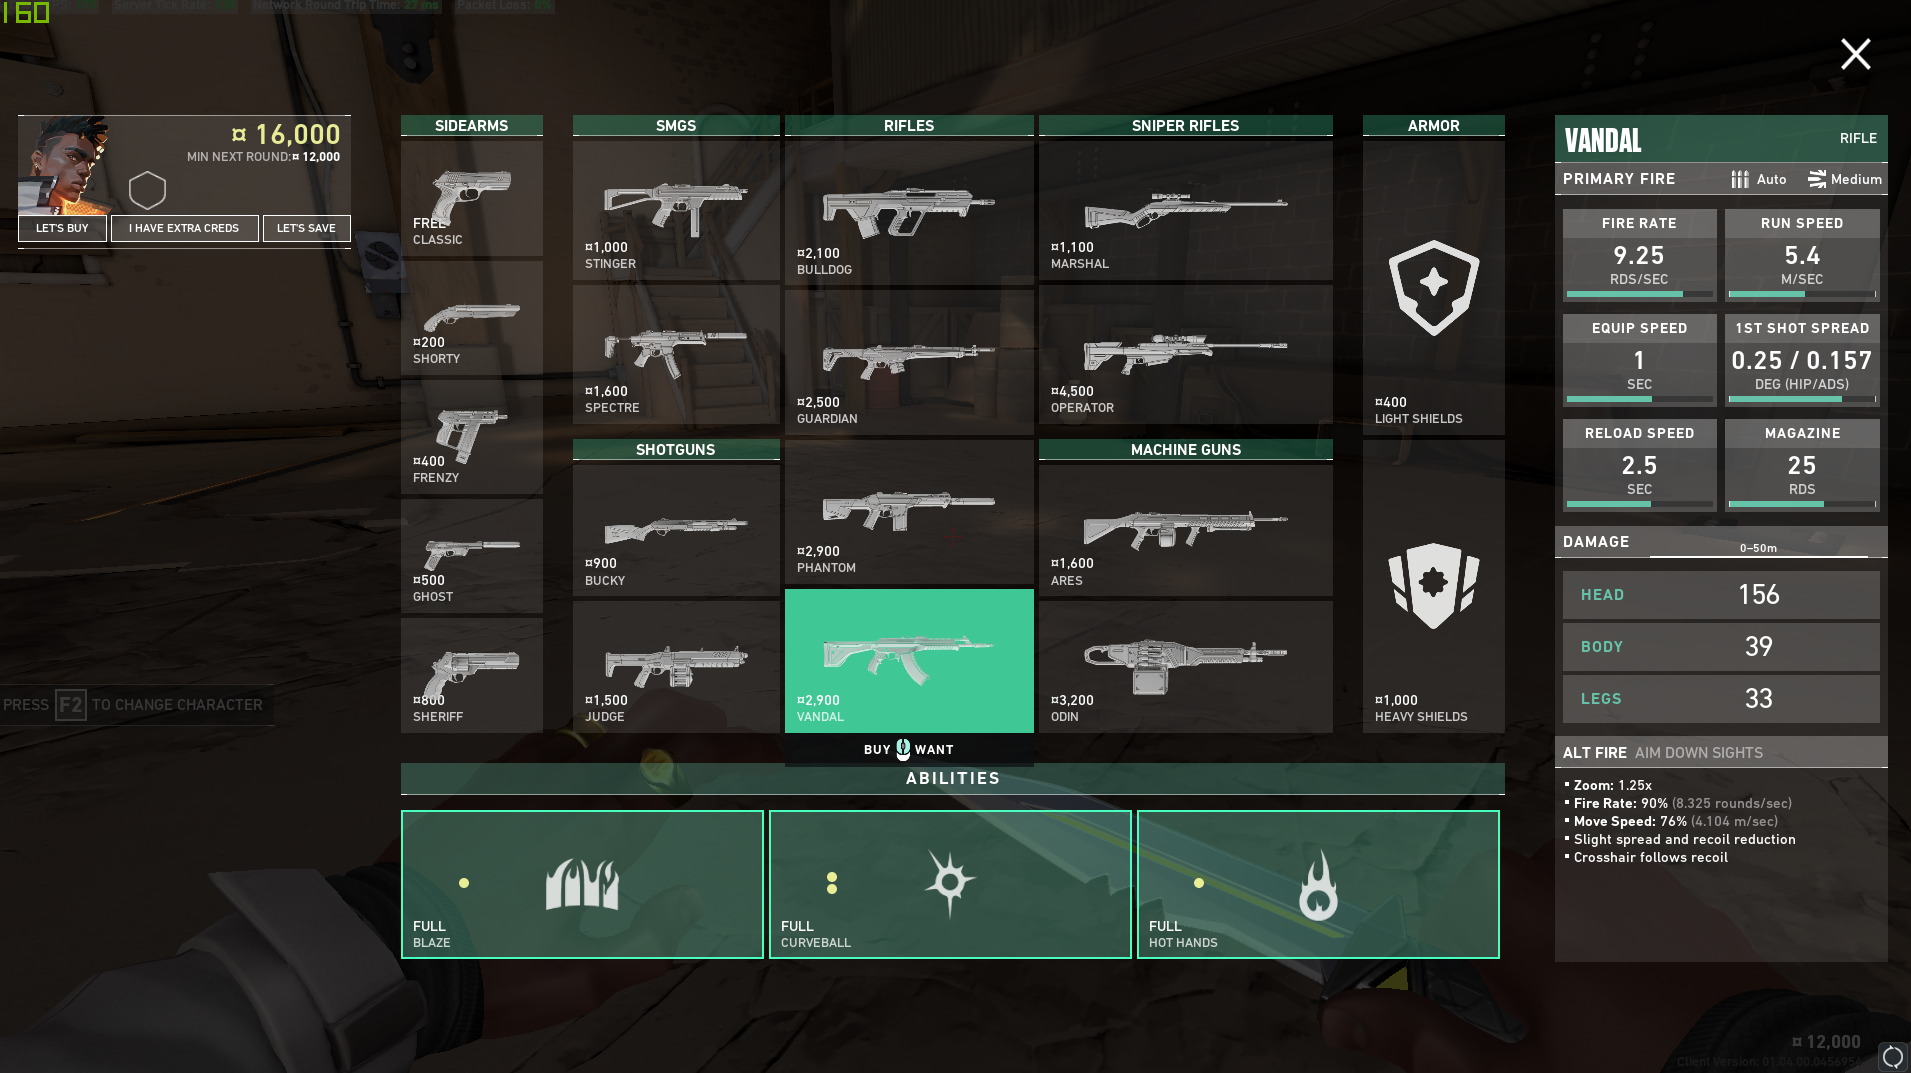 160
Server Tick Rate:
Network Round Trip Time: 27 ms
Packet Loss: 0%
¤ 16,000
MIN NEXT ROUND: ¤ 12,000
LET'S BUY
I HAVE EXTRA CREDS
LET'S SAVE
PRESS F2 TO CHANGE CHARACTER
SIDEARMS
FREE
CLASSIC
¤200
SHORTY
¤400
FRENZY
¤500
GHOST
¤800
SHERIFF
SMGS
¤1,000
STINGER
¤1,600
SPECTRE
SHOTGUNS
¤900
BUCKY
¤1,500
JUDGE
RIFLES
¤2,100
BULLDOG
¤2,500
GUARDIAN
¤2,900
PHANTOM
¤2,900
VANDAL
BUY WANT
SNIPER RIFLES
¤1,100
MARSHAL
¤4,500
OPERATOR
MACHINE GUNS
¤1,600
ARES
¤3,200
ODIN
ARMOR
¤400
LIGHT SHIELDS
¤1,000
HEAVY SHIELDS
ABILITIES
FULL
BLAZE
FULL
CURVEBALL
FULL
HOT HANDS
VANDAL
RIFLE
PRIMARY FIRE Auto Medium
FIRE RATE
9.25
RDS/SEC
RUN SPEED
5.4
M/SEC
EQUIP SPEED
1
SEC
1ST SHOT SPREAD
0.25 / 0.157
DEG (HIP/ADS)
RELOAD SPEED
2.5
SEC
MAGAZINE
25
RDS
DAMAGE
0–50m
HEAD 156
BODY 39
LEGS 33
ALT FIRE AIM DOWN SIGHTS
▪ Zoom: 1.25x
▪ Fire Rate: 90% (8.325 rounds/sec)
▪ Move Speed: 76% (4.104 m/sec)
▪ Slight spread and recoil reduction
▪ Crosshair follows recoil
¤ 12,000
Client Version: